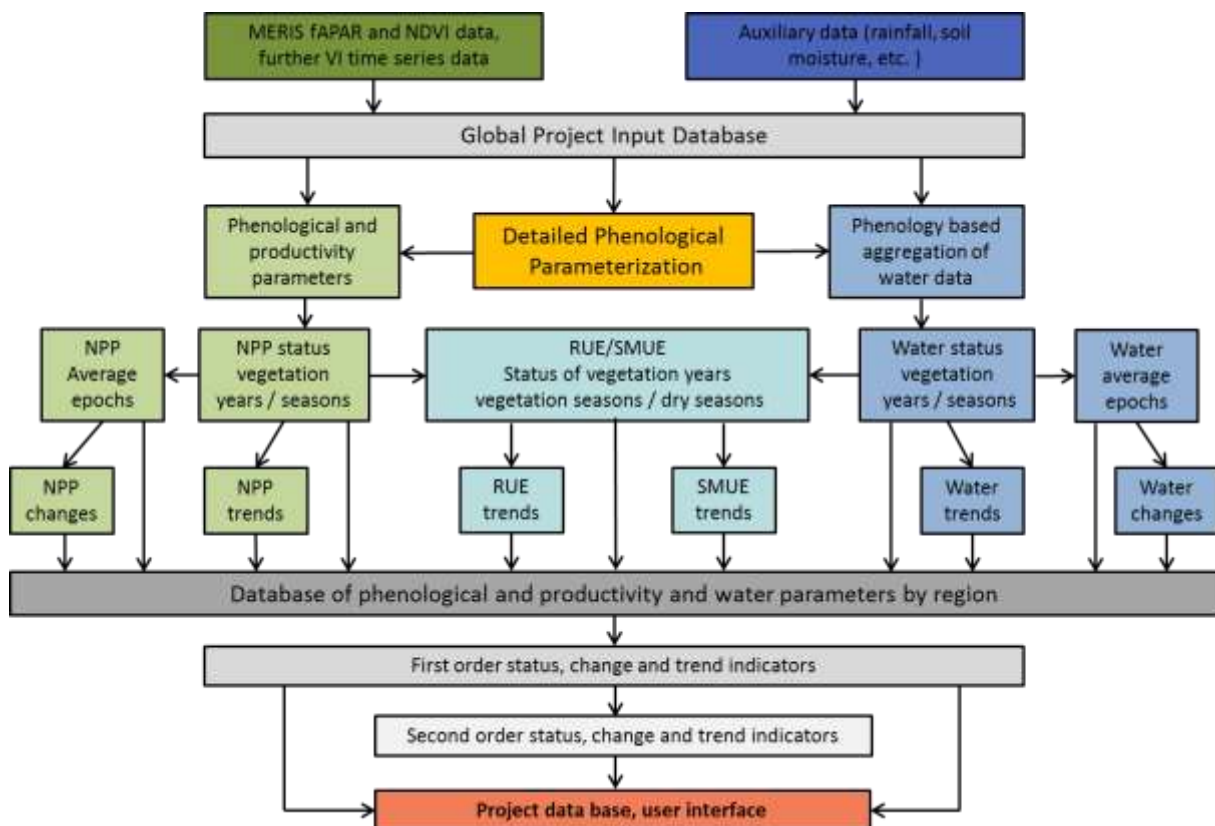 MERIS fAPAR and NDVI data,
further VI time series data
Auxiliary data (rainfall, soil
moisture, etc. )
Global Project Input Database
Phenological and
productivity
parameters
Detailed Phenological
Parameterization
Phenology based
aggregation of
water data
NPP
Average
epochs
NPP status
vegetation
years / seasons
RUE/SMUE
Status of vegetation years
vegetation seasons / dry seasons
Water status
vegetation
years / seasons
Water
average
epochs
NPP
changes
NPP
trends
RUE
trends
SMUE
trends
Water
trends
Water
changes
Database of phenological and productivity and water parameters by region
First order status, change and trend indicators
Second order status, change and trend indicators
Project data base, user interface